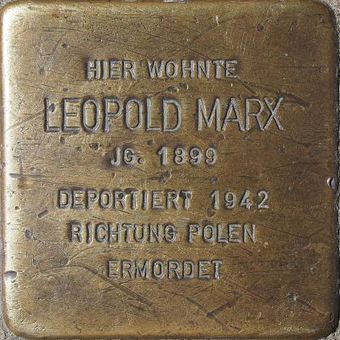 HIER WOHNTE
LEOPOLD MARX
JG. 1899
DEPORTIERT 1942
RICHTUNG POLEN
ERMORDET